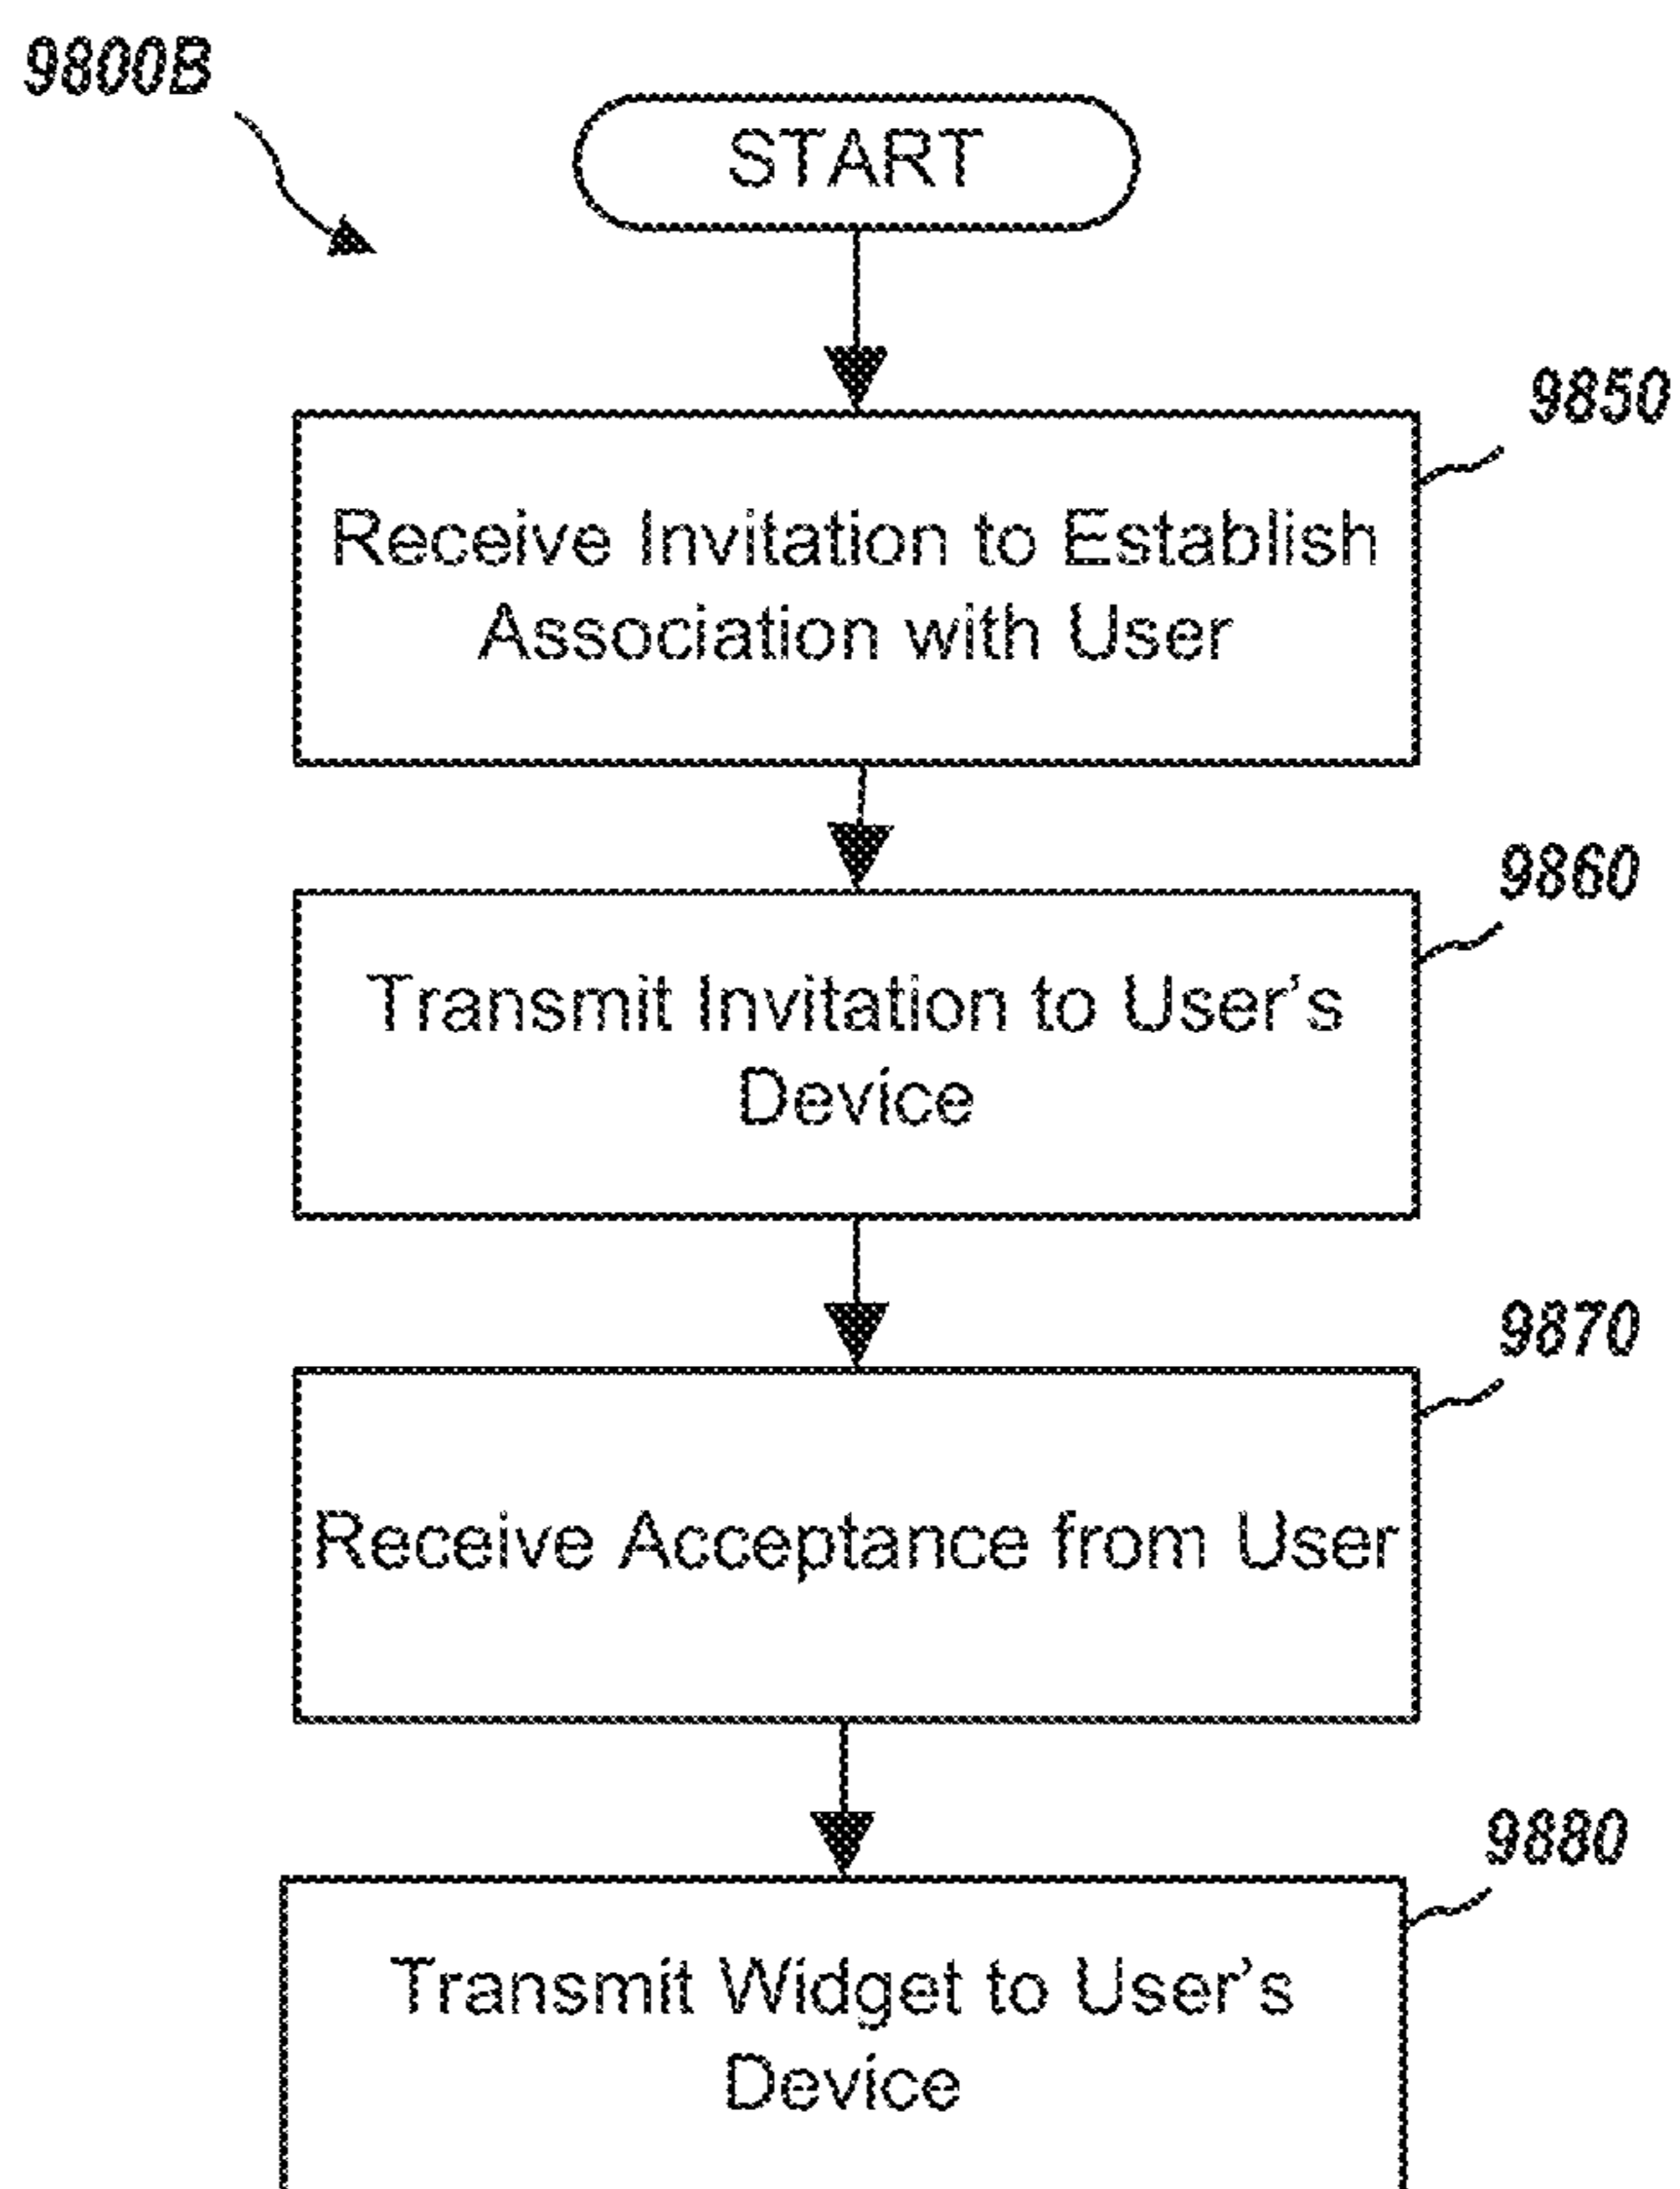 9800B
START
9850
Receive Invitation to Establish
Association with User
9860
Transmit Invitation to User's
Device
9870
Receive Acceptance from User
9880
Transmit Widget to User's
Device